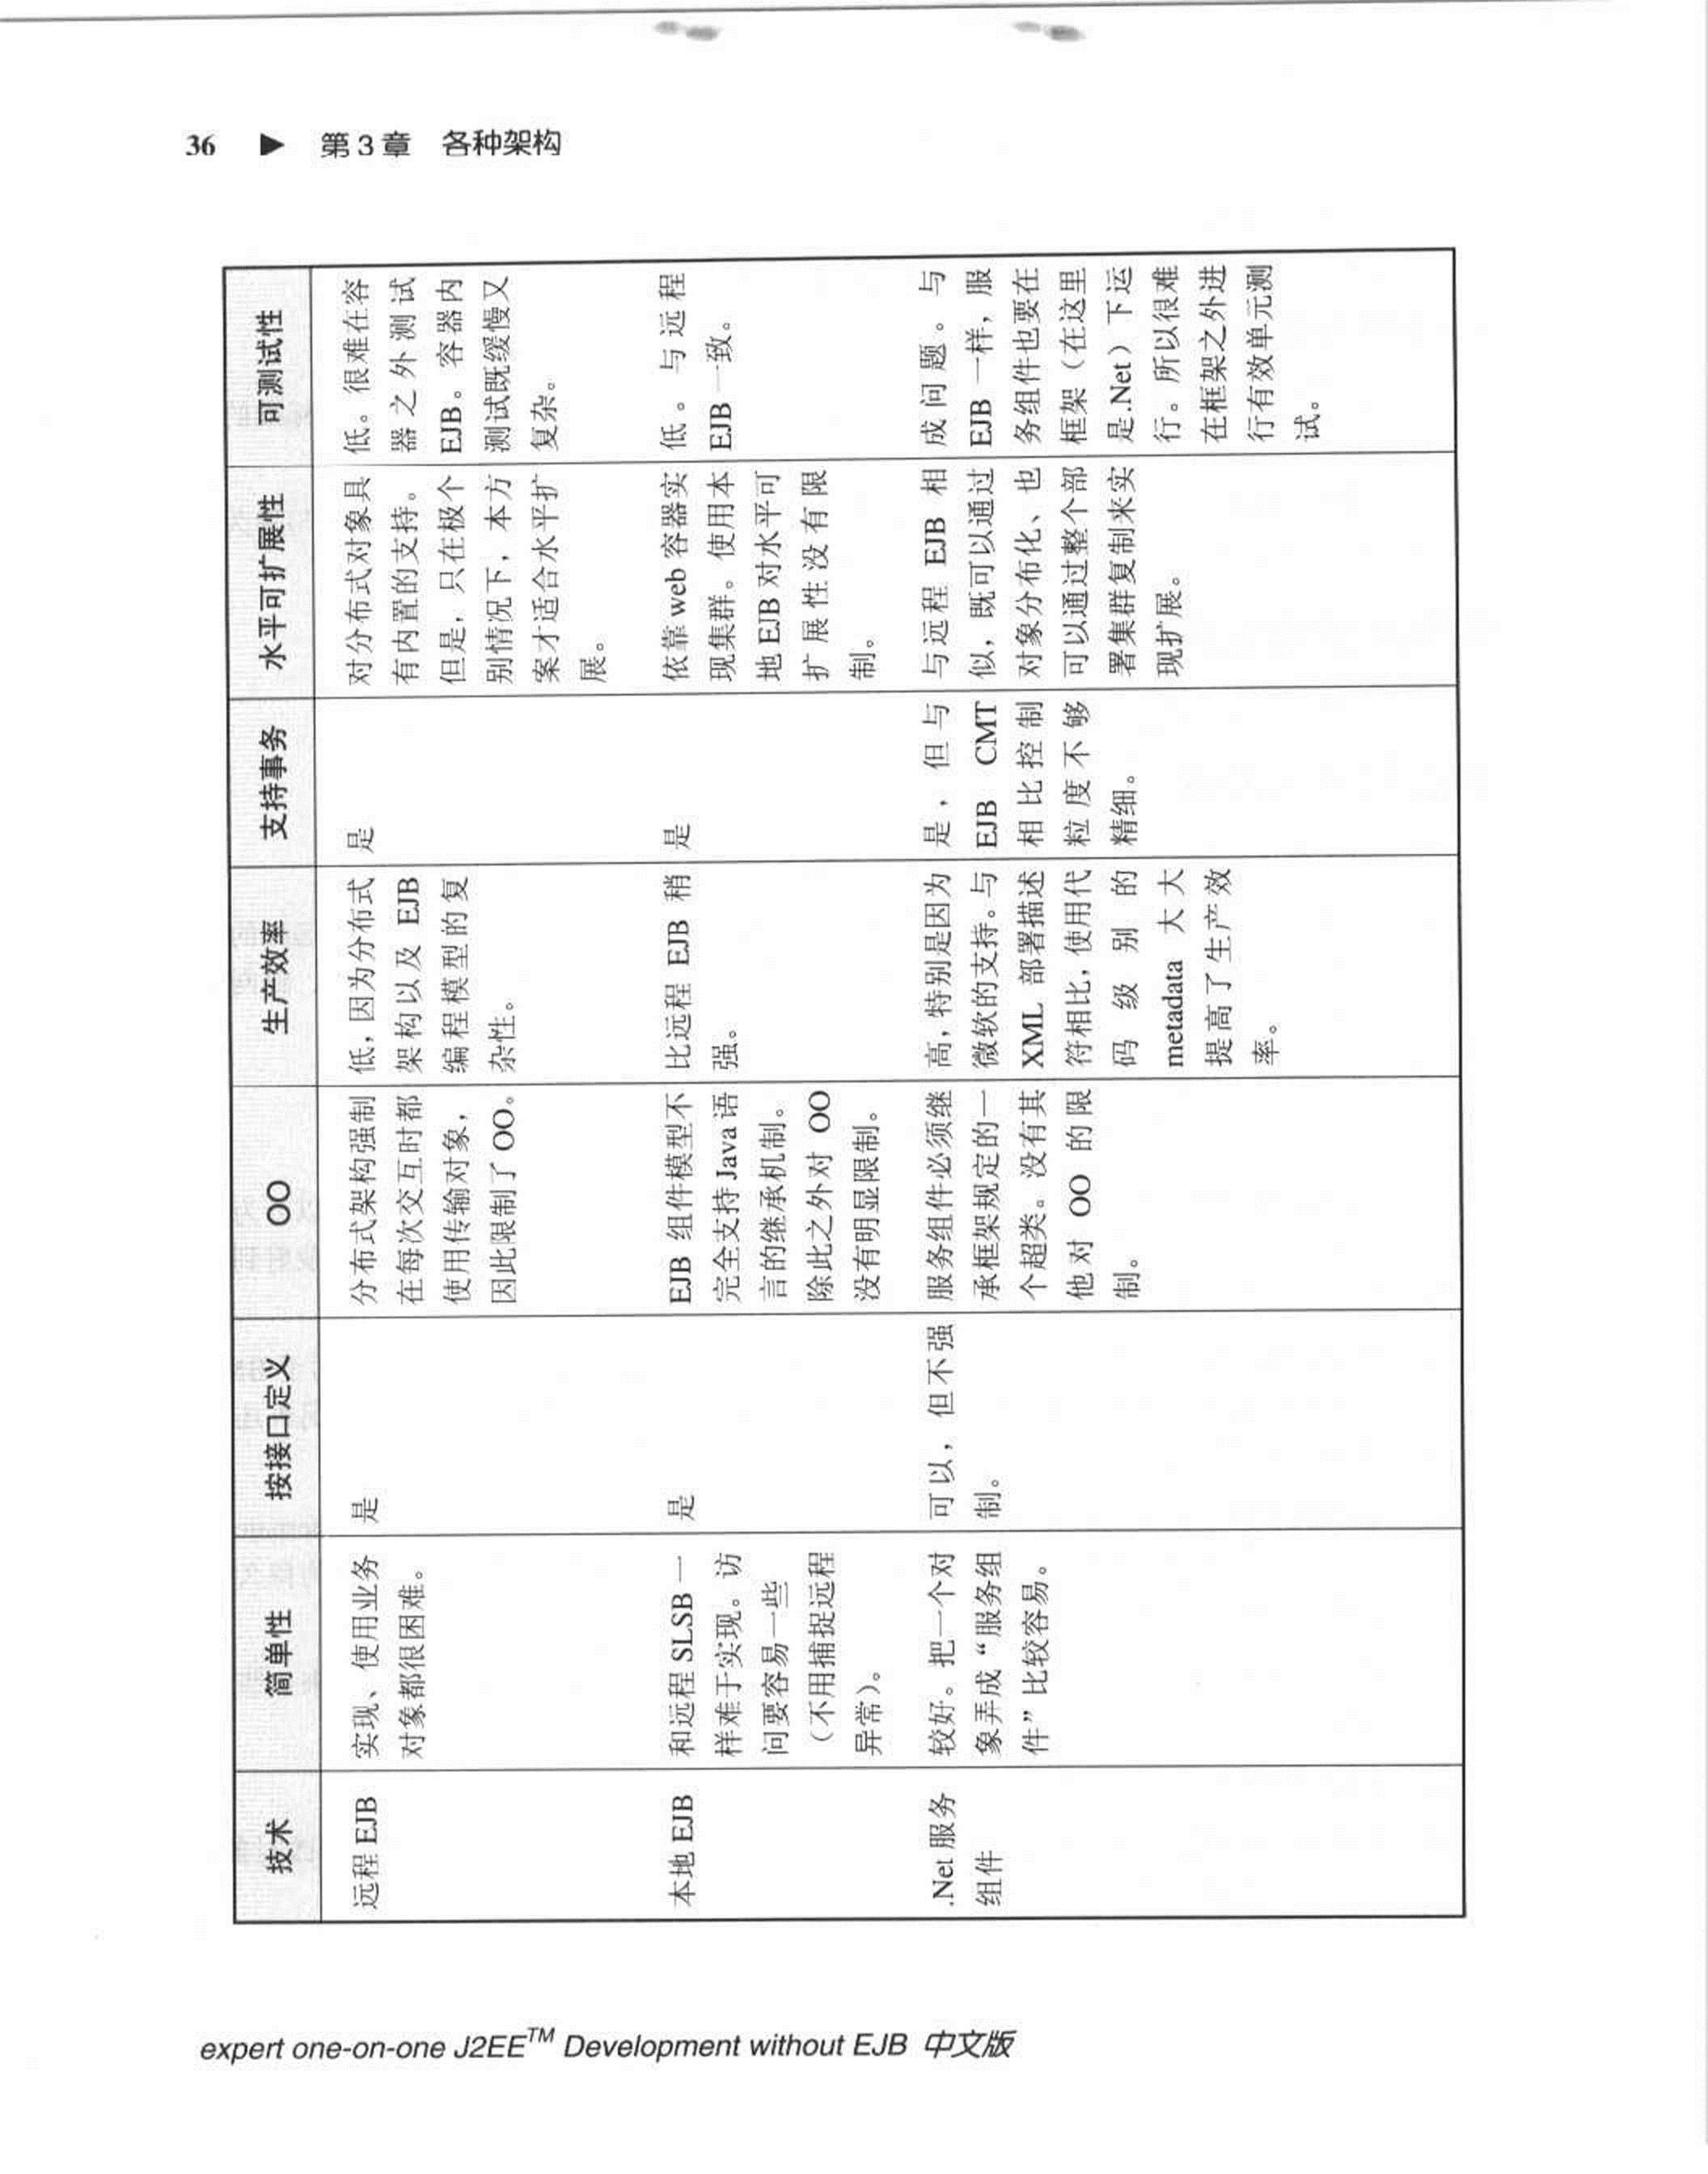 36 ▶ 第3章 各种架构
技术
简单性
按接口定义
OO
生产效率
支持事务
水平可扩展性
可测试性
远程 EJB
实现、使用业务
对象都很困难。
是
分布式架构强制
在每次交互时都
使用传输对象，
因此限制了 OO。
低，因为分布式
架构以及 EJB
编程模型的复
杂性。
是
对分布式对象具
有内置的支持。
但是，只在极个
别情况下，本方
案才适合水平扩
展。
低。很难在容
器之外测试
EJB。容器内
测试既缓慢又
复杂。
本地 EJB
和远程 SLSB 一
样难于实现。访
问要容易一些
（不用捕捉远程
异常）。
是
EJB 组件模型不
完全支持 Java 语
言的继承机制。
除此之外对 OO
没有明显限制。
比远程 EJB 稍
强。
是
依靠 web 容器实
现集群。使用本
地 EJB 对水平可
扩展性没有限
制。
低。与远程
EJB 一致。
.Net 服务
组件
较好。把一个对
象弄成“服务组
件”比较容易。
可以，但不强
制。
服务组件必须继
承框架规定的一
个超类。没有其
他对 OO 的限
制。
高，特别是因为
微软的支持。与
XML 部署描述
符相比，使用代
码级别的
metadata 大大
提高了生产效
率。
是，但与
EJB CMT
相比控制
粒度不够
精细。
与远程 EJB 相
似，既可以通过
对象分布化、也
可以通过整个部
署集群复制来实
现扩展。
成问题。与
EJB 一样，服
务组件也要在
框架（在这里
是.Net）下运
行。所以很难
在框架之外进
行有效单元测
试。
expert one-on-one J2EE™ Development without EJB 中文版